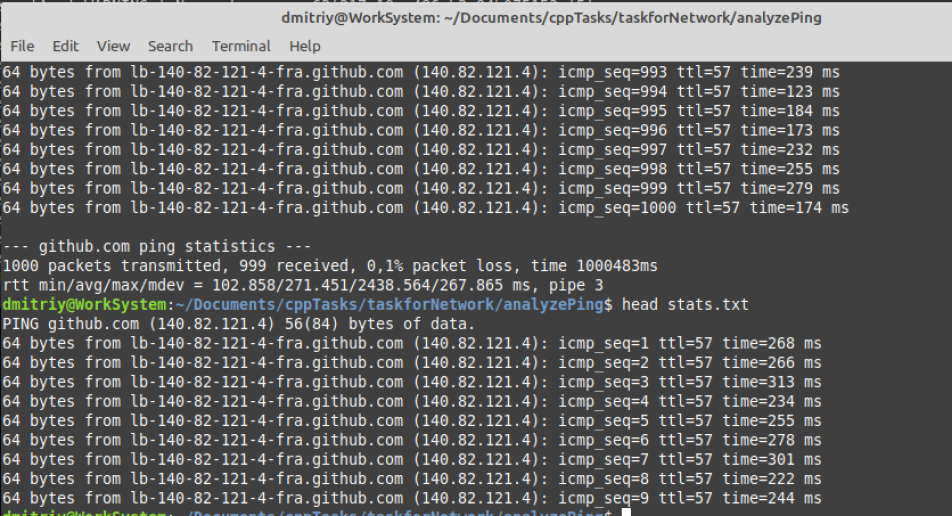 dmitriy@WorkSystem: ~/Documents/cppTasks/taskforNetwork/analyzePing
File Edit View Search Terminal Help
64 bytes from lb-140-82-121-4-fra.github.com (140.82.121.4): icmp_seq=993 ttl=57 time=239 ms
64 bytes from lb-140-82-121-4-fra.github.com (140.82.121.4): icmp_seq=994 ttl=57 time=123 ms
64 bytes from lb-140-82-121-4-fra.github.com (140.82.121.4): icmp_seq=995 ttl=57 time=184 ms
64 bytes from lb-140-82-121-4-fra.github.com (140.82.121.4): icmp_seq=996 ttl=57 time=173 ms
64 bytes from lb-140-82-121-4-fra.github.com (140.82.121.4): icmp_seq=997 ttl=57 time=232 ms
64 bytes from lb-140-82-121-4-fra.github.com (140.82.121.4): icmp_seq=998 ttl=57 time=255 ms
64 bytes from lb-140-82-121-4-fra.github.com (140.82.121.4): icmp_seq=999 ttl=57 time=279 ms
64 bytes from lb-140-82-121-4-fra.github.com (140.82.121.4): icmp_seq=1000 ttl=57 time=174 ms
--- github.com ping statistics ---
1000 packets transmitted, 999 received, 0,1% packet loss, time 1000483ms
rtt min/avg/max/mdev = 102.858/271.451/2438.564/267.865 ms, pipe 3
dmitriy@WorkSystem:~/Documents/cppTasks/taskforNetwork/analyzePing$ head stats.txt
PING github.com (140.82.121.4) 56(84) bytes of data.
64 bytes from lb-140-82-121-4-fra.github.com (140.82.121.4): icmp_seq=1 ttl=57 time=268 ms
64 bytes from lb-140-82-121-4-fra.github.com (140.82.121.4): icmp_seq=2 ttl=57 time=266 ms
64 bytes from lb-140-82-121-4-fra.github.com (140.82.121.4): icmp_seq=3 ttl=57 time=313 ms
64 bytes from lb-140-82-121-4-fra.github.com (140.82.121.4): icmp_seq=4 ttl=57 time=234 ms
64 bytes from lb-140-82-121-4-fra.github.com (140.82.121.4): icmp_seq=5 ttl=57 time=255 ms
64 bytes from lb-140-82-121-4-fra.github.com (140.82.121.4): icmp_seq=6 ttl=57 time=278 ms
64 bytes from lb-140-82-121-4-fra.github.com (140.82.121.4): icmp_seq=7 ttl=57 time=301 ms
64 bytes from lb-140-82-121-4-fra.github.com (140.82.121.4): icmp_seq=8 ttl=57 time=222 ms
64 bytes from lb-140-82-121-4-fra.github.com (140.82.121.4): icmp_seq=9 ttl=57 time=244 ms
dmitriy@WorkSystem:~/Documents/cppTasks/taskforNetwork/analyzePing$